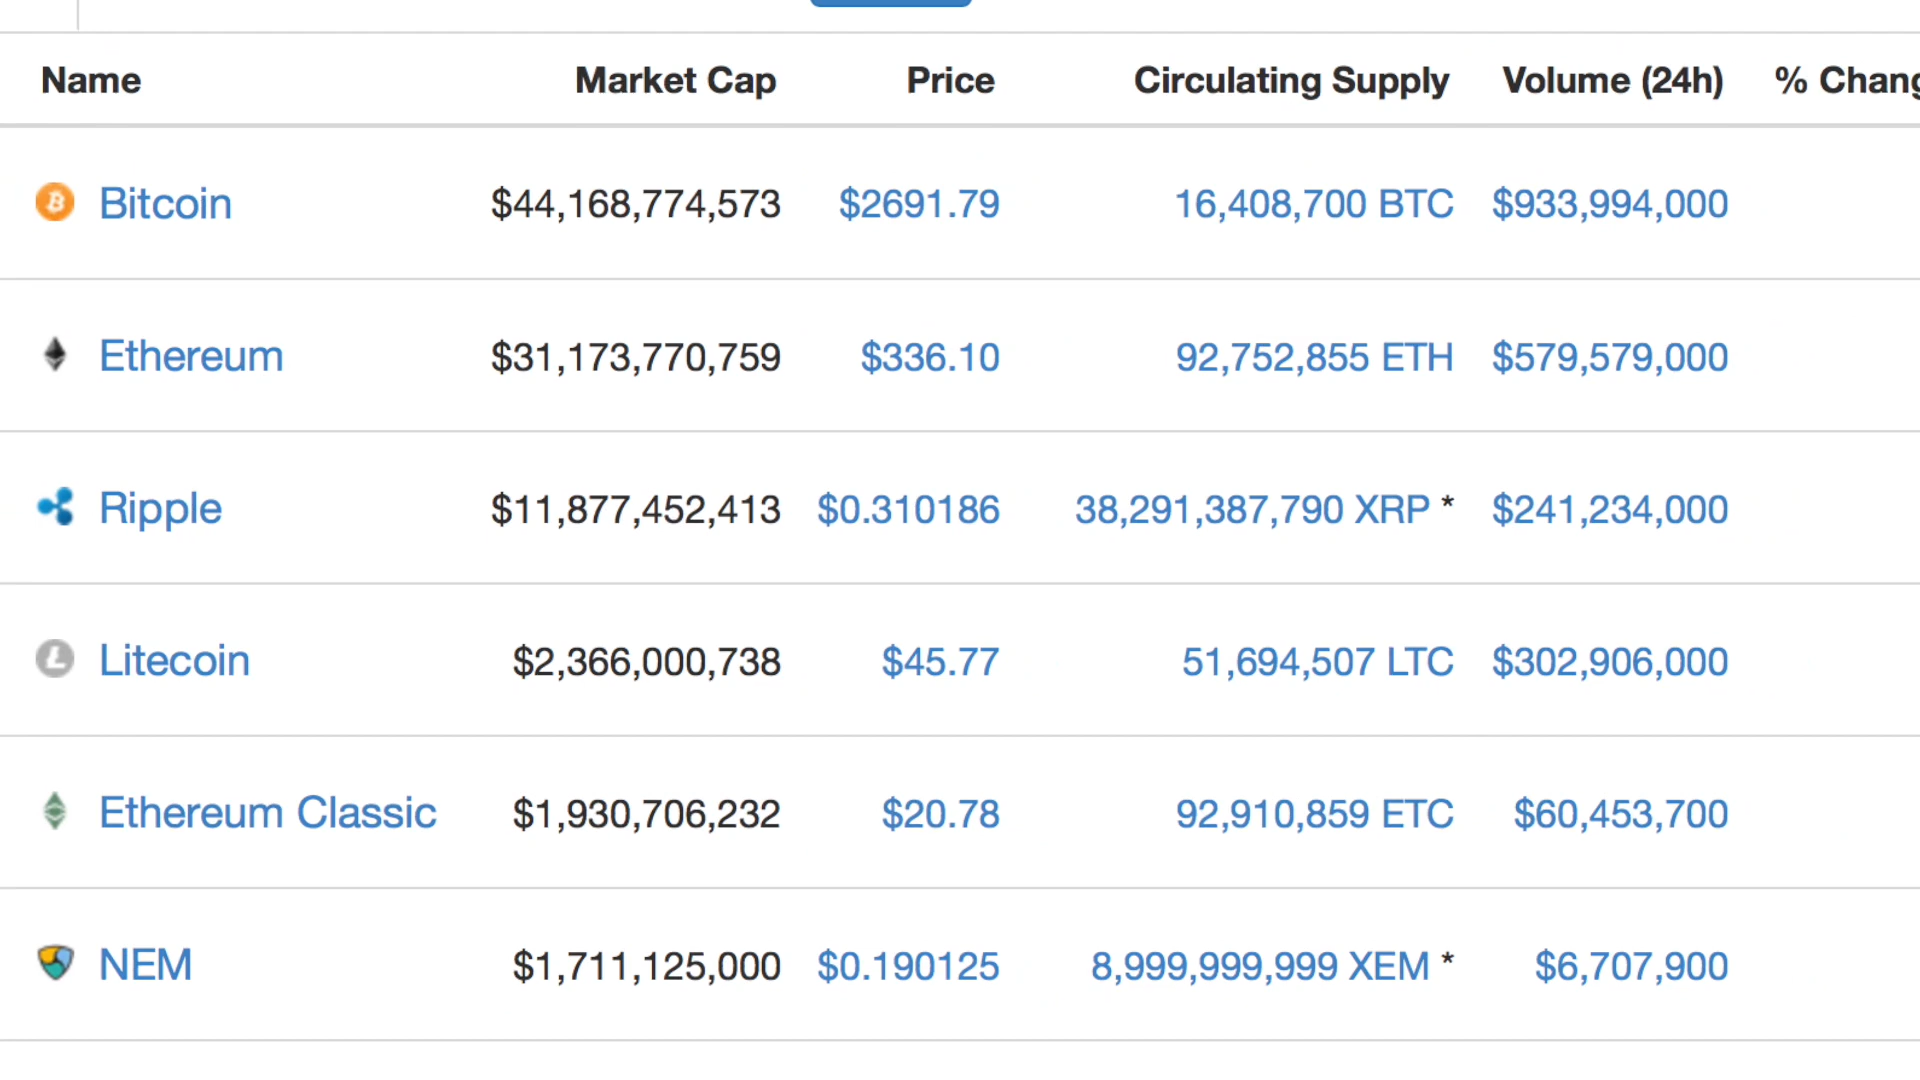 Name Market Cap Price Circulating Supply Volume (24h) % Chang
Bitcoin $44,168,774,573 $2691.79 16,408,700 BTC $933,994,000
Ethereum $31,173,770,759 $336.10 92,752,855 ETH $579,579,000
Ripple $11,877,452,413 $0.310186 38,291,387,790 XRP * $241,234,000
Litecoin $2,366,000,738 $45.77 51,694,507 LTC $302,906,000
Ethereum Classic $1,930,706,232 $20.78 92,910,859 ETC $60,453,700
NEM $1,711,125,000 $0.190125 8,999,999,999 XEM * $6,707,900